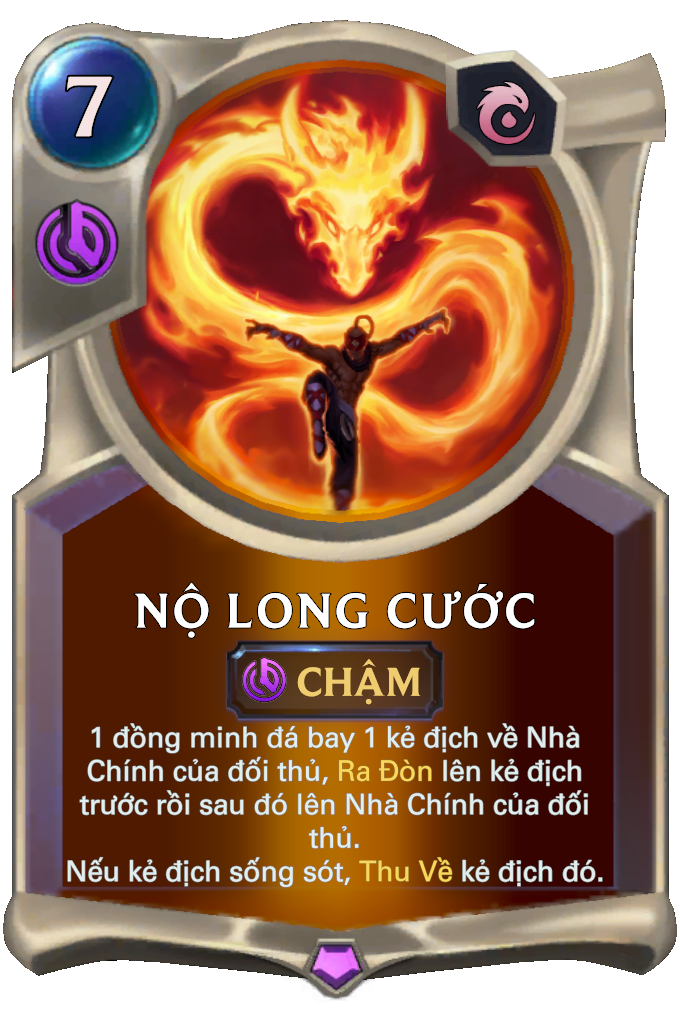 7
NỘ LONG CƯỚC
CHẬM
1 đồng minh đá bay 1 kẻ địch về Nhà
Chính của đối thủ, Ra Đòn lên kẻ địch
trước rồi sau đó lên Nhà Chính của đối
thủ.
Nếu kẻ địch sống sót, Thu Về kẻ địch đó.